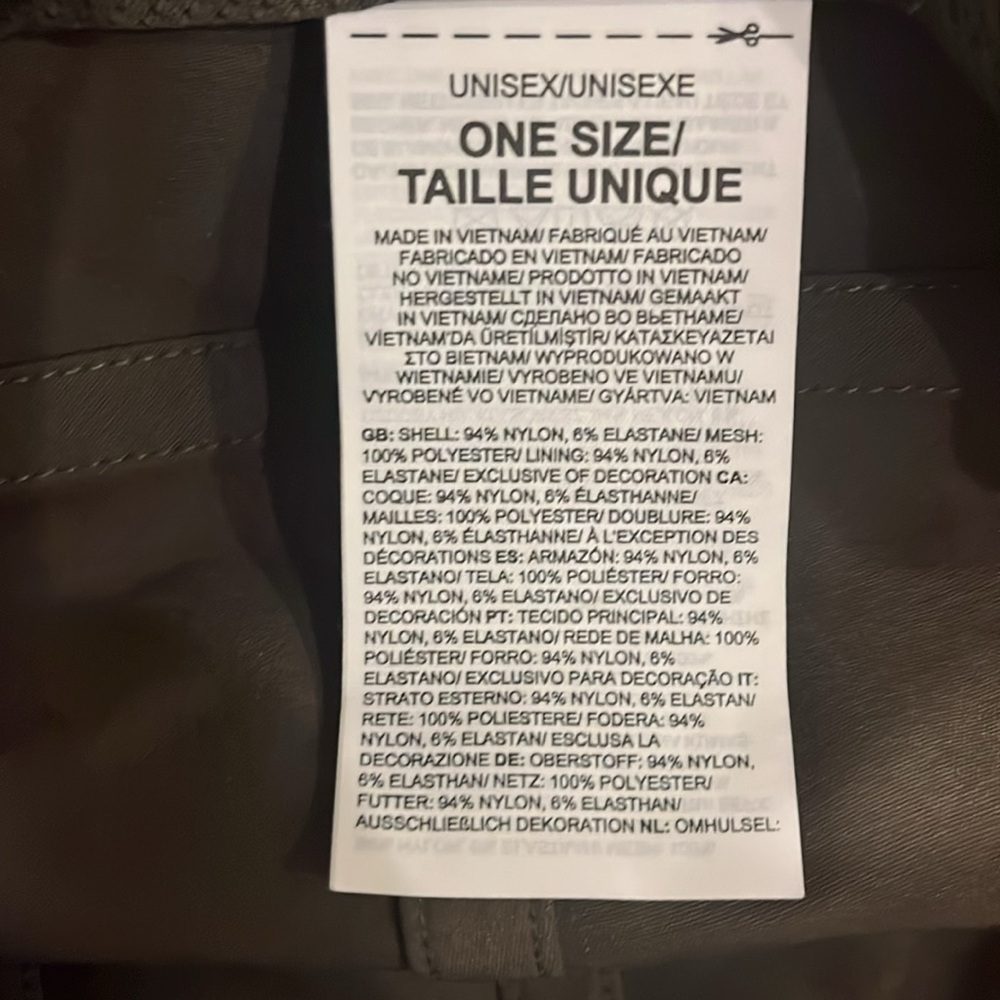 UNISEX/UNISEXE
ONE SIZE/
TAILLE UNIQUE
MADE IN VIETNAM/ FABRIQUÉ AU VIETNAM/
FABRICADO EN VIETNAM/ FABRICADO
NO VIETNAME/ PRODOTTO IN VIETNAM/
HERGESTELLT IN VIETNAM/ GEMAAKT
IN VIETNAM/ СДЕЛАНО ВО ВЬЕТНАМЕ/
VİETNAM'DA ÜRETİLMİŞTİR/ ΚΑΤΑΣΚΕΥΑΖΕΤΑΙ
ΣΤΟ ΒΙΕΤΝΑΜ/ WYPRODUKOWANO W
WIETNAMIE/ VYROBENO VE VIETNAMU/
VYROBENÉ VO VIETNAME/ GYÁRTVA: VIETNAM
GB: SHELL: 94% NYLON, 6% ELASTANE/ MESH:
100% POLYESTER/ LINING: 94% NYLON, 6%
ELASTANE/ EXCLUSIVE OF DECORATION CA:
COQUE: 94% NYLON, 6% ÉLASTHANNE/
MAILLES: 100% POLYESTER/ DOUBLURE: 94%
NYLON, 6% ÉLASTHANNE/ À L'EXCEPTION DES
DÉCORATIONS ES: ARMAZÓN: 94% NYLON, 6%
ELASTANO/ TELA: 100% POLIÉSTER/ FORRO:
94% NYLON, 6% ELASTANO/ EXCLUSIVO DE
DECORACIÓN PT: TECIDO PRINCIPAL: 94%
NYLON, 6% ELASTANO/ REDE DE MALHA: 100%
POLIÉSTER/ FORRO: 94% NYLON, 6%
ELASTANO/ EXCLUSIVO PARA DECORAÇÃO IT:
STRATO ESTERNO: 94% NYLON, 6% ELASTAN/
RETE: 100% POLIESTERE/ FODERA: 94%
NYLON, 6% ELASTAN/ ESCLUSA LA
DECORAZIONE DE: OBERSTOFF: 94% NYLON,
6% ELASTHAN/ NETZ: 100% POLYESTER/
FUTTER: 94% NYLON, 6% ELASTHAN/
AUSSCHLIEßLICH DEKORATION NL: OMHULSEL: